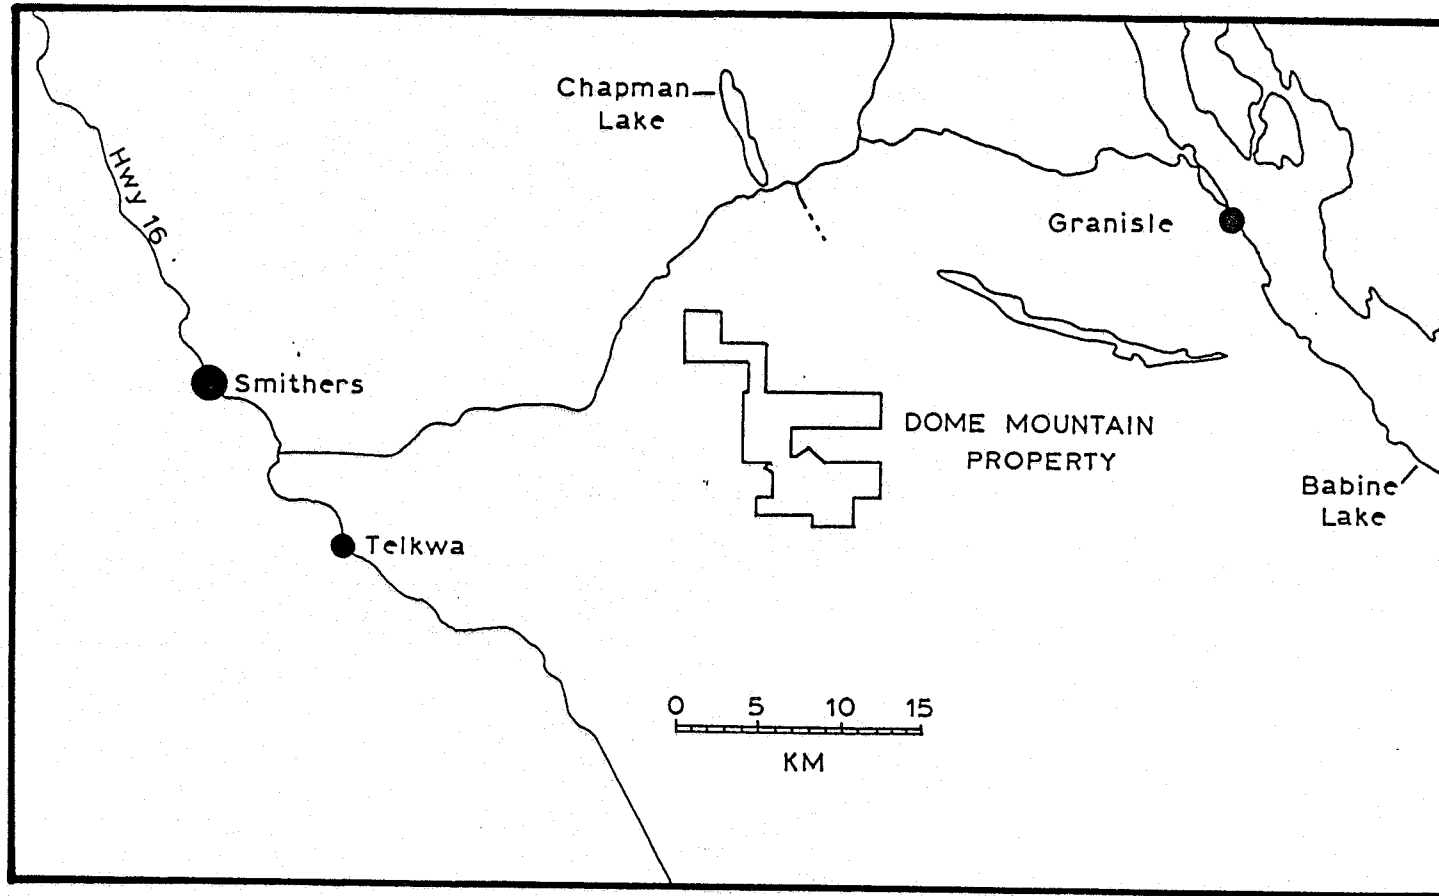 Chapman
Lake
Hwy 16
Granisle
Smithers
DOME MOUNTAIN
PROPERTY
Babine
Lake
Telkwa
0 5 10 15
KM